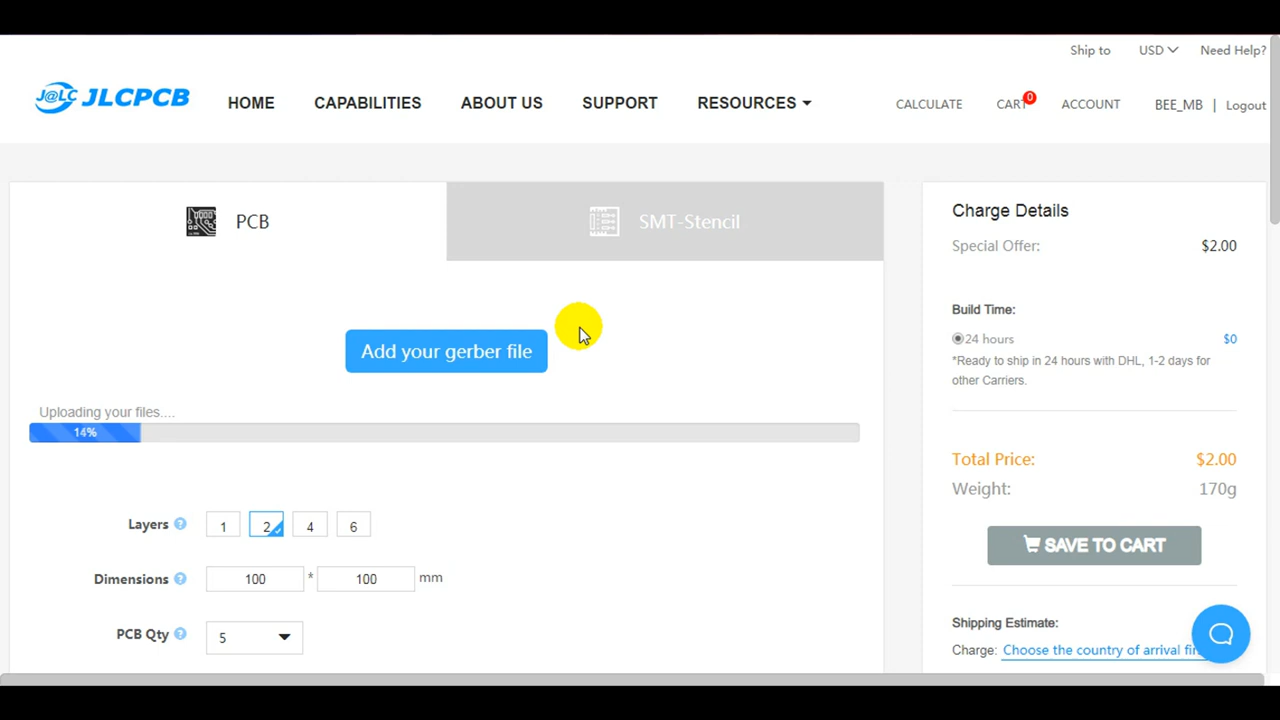 Ship to USD Need Help?
J@LC JLCPCB HOME CAPABILITIES ABOUT US SUPPORT RESOURCES CALCULATE CART 0 ACCOUNT BEE_MB | Logout
PCB
SMT-Stencil
Add your gerber file
Uploading your files....
14%
Layers ? 1 2 4 6
Dimensions ? 100 * 100 mm
PCB Qty ? 5
Charge Details
Special Offer: $2.00
Build Time:
24 hours $0
*Ready to ship in 24 hours with DHL, 1-2 days for
other Carriers.
Total Price: $2.00
Weight: 170g
SAVE TO CART
Shipping Estimate:
Charge: Choose the country of arrival